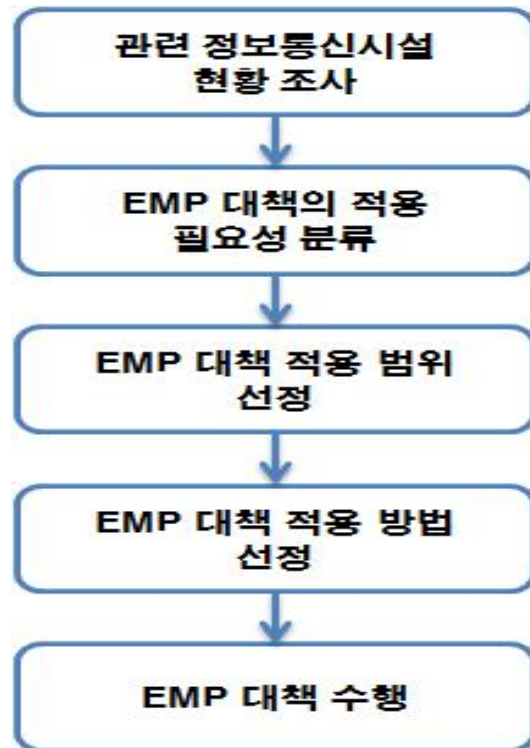 관련 정보통신시설
현황 조사
EMP 대책의 적용
필요성 분류
EMP 대책 적용 범위
선정
EMP 대책 적용 방법
선정
EMP 대책 수행